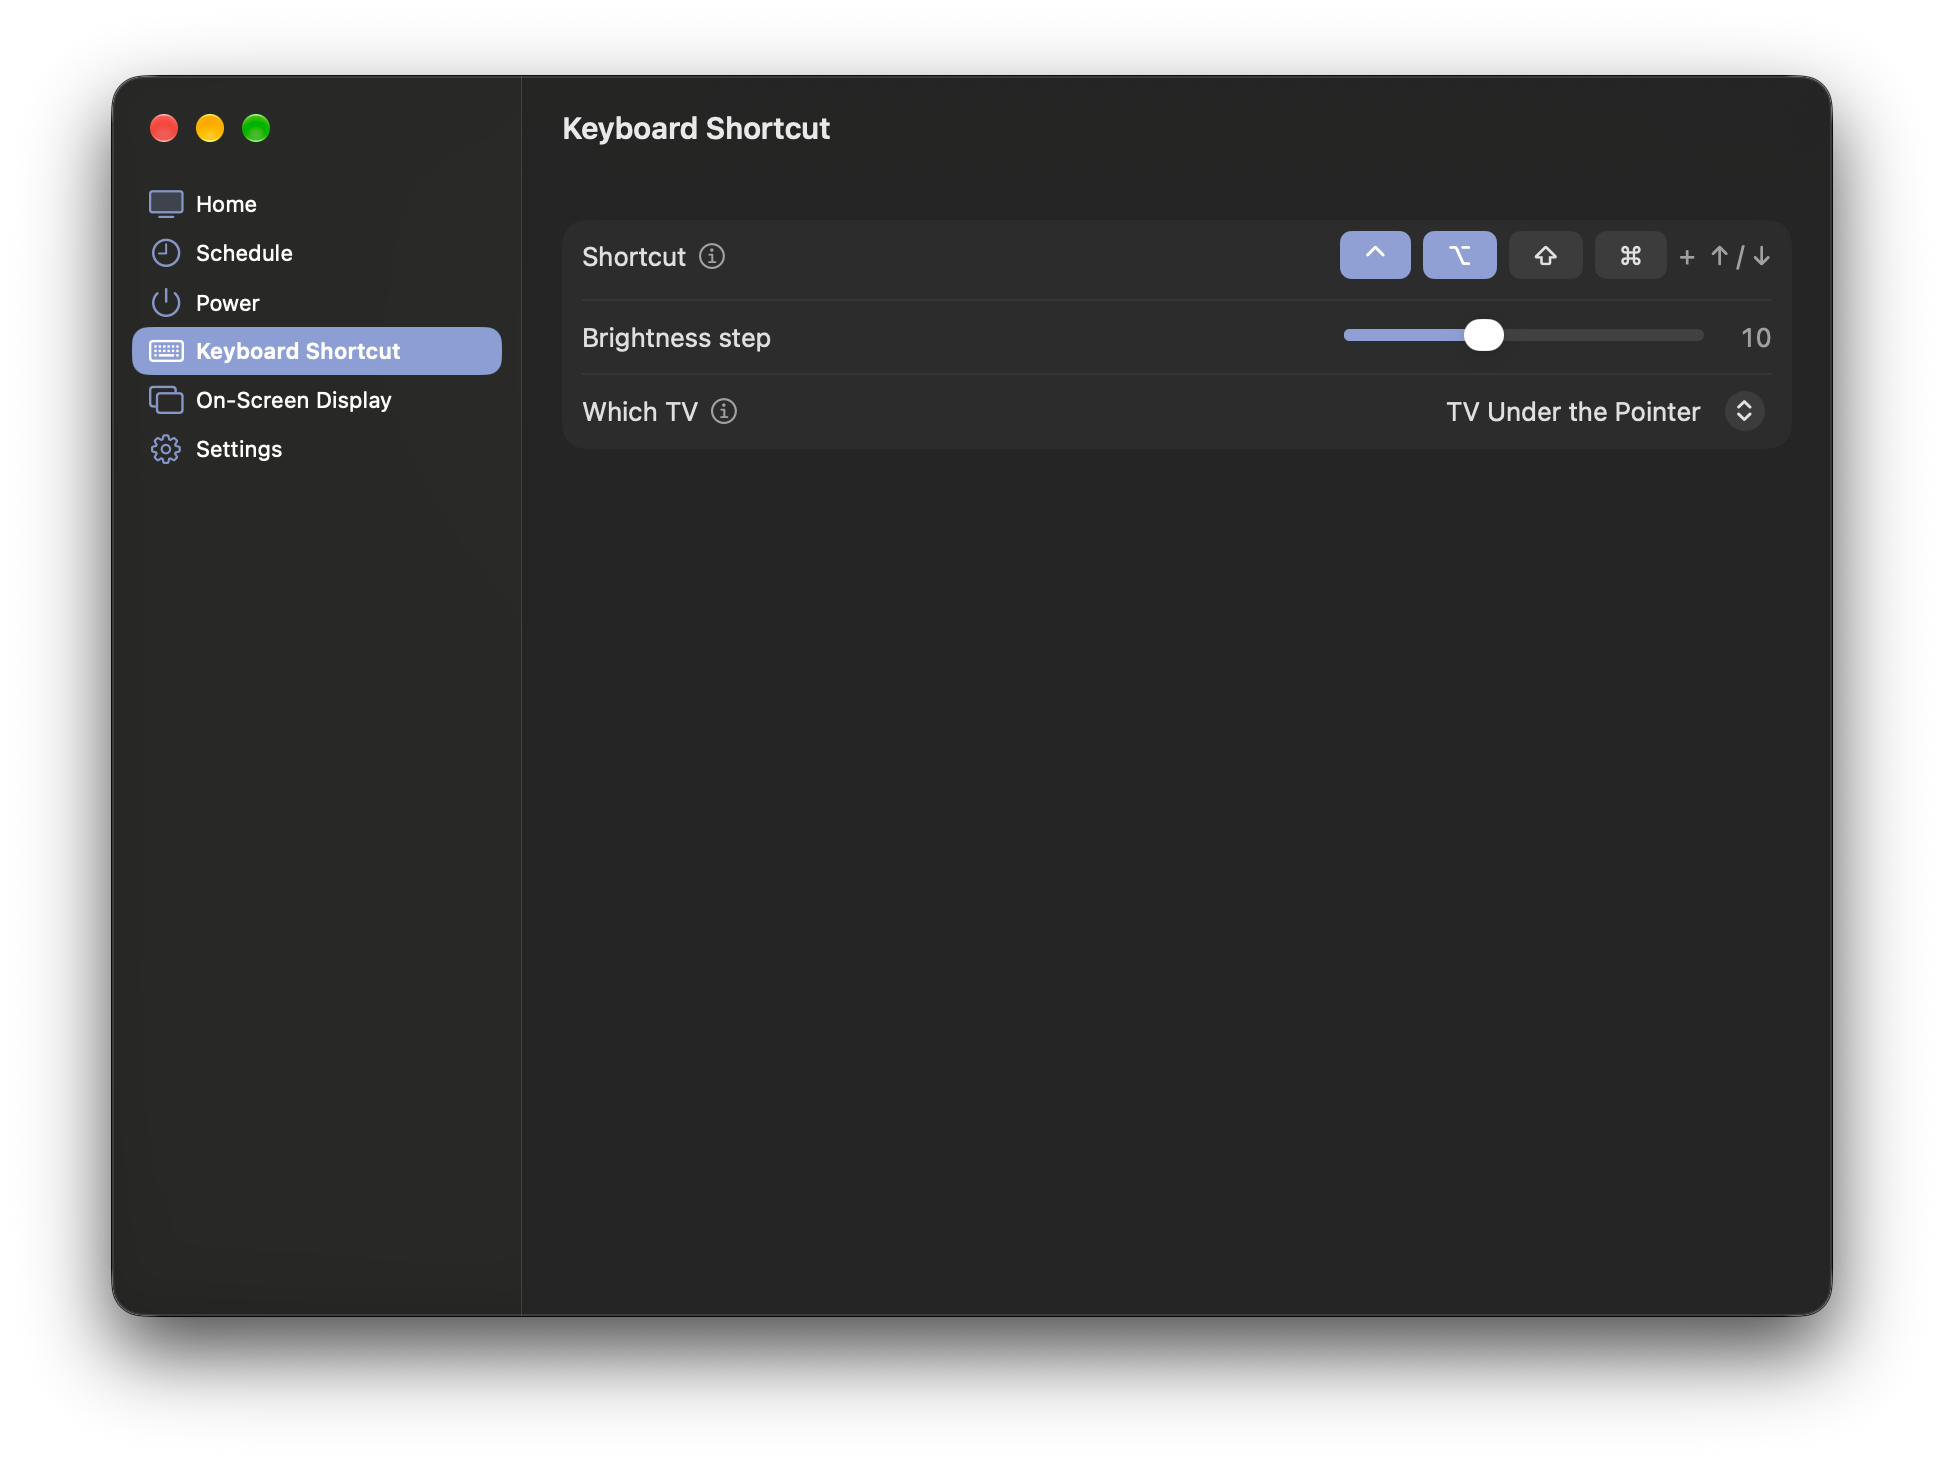 Keyboard Shortcut
Home
Schedule
Power
Keyboard Shortcut
On-Screen Display
Settings
Shortcut ⌃ ⌥ ⇧ ⌘ + ↑ / ↓
Brightness step 10
Which TV TV Under the Pointer